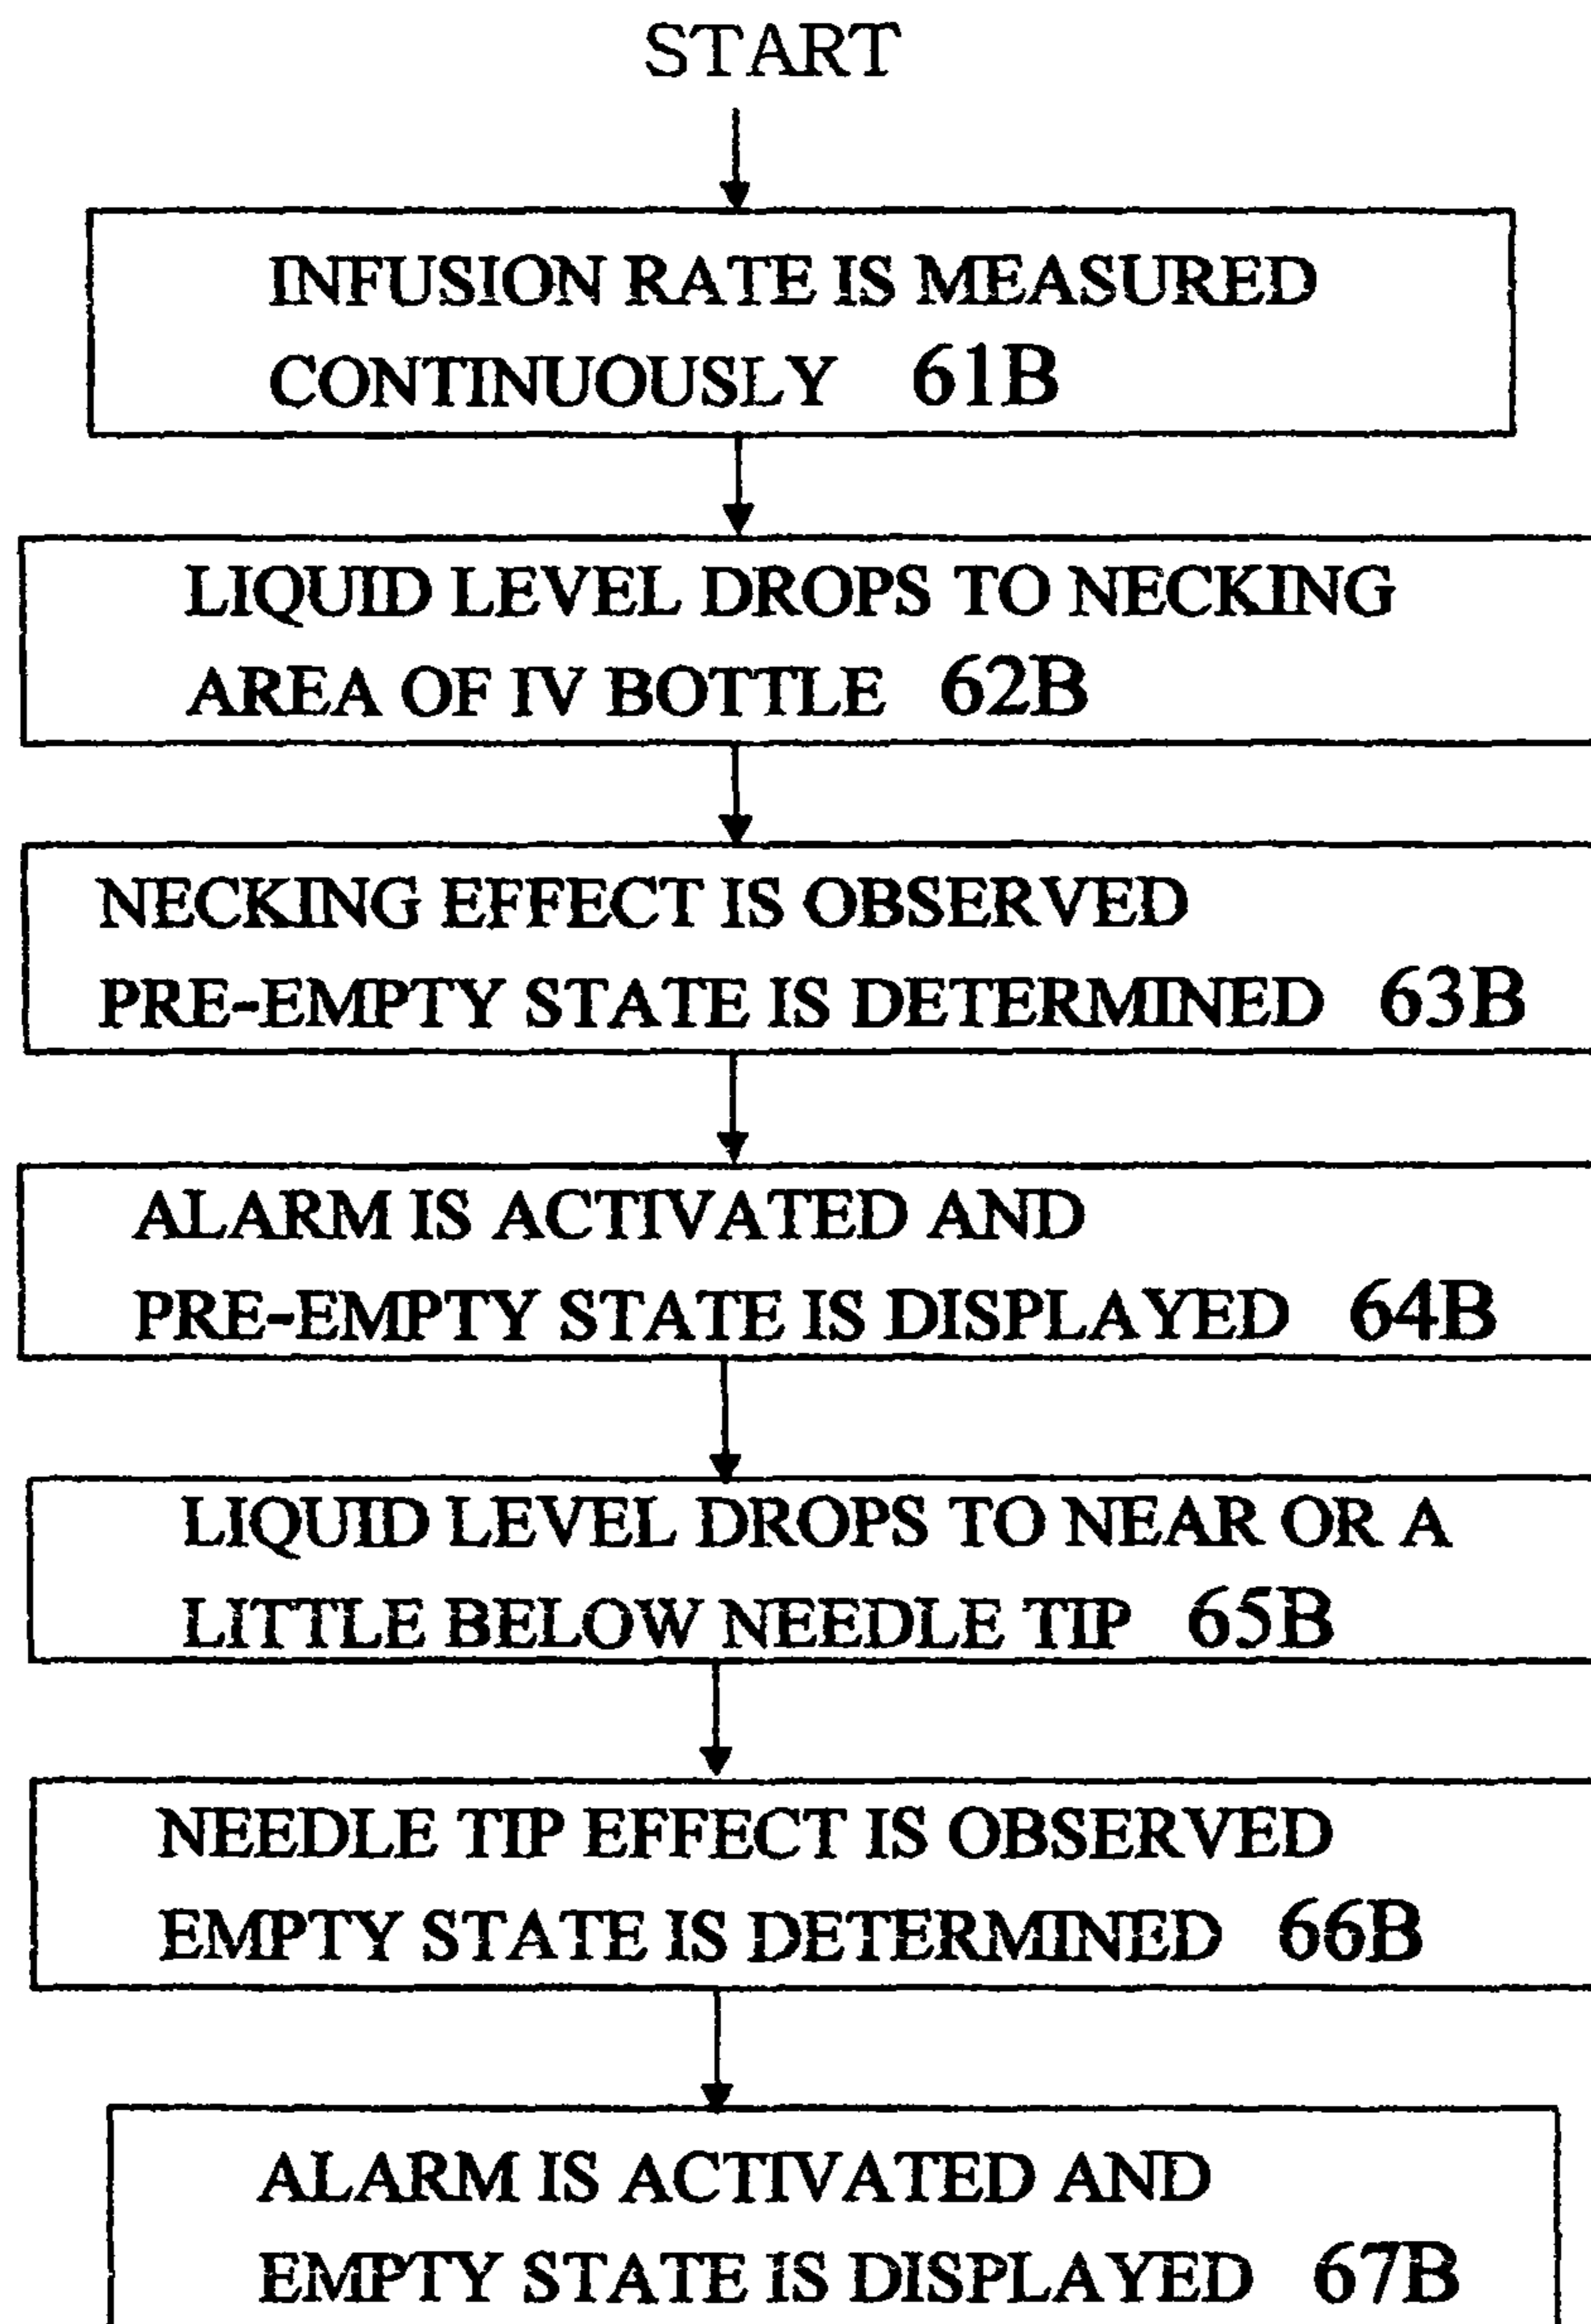 START
INFUSION RATE IS MEASURED
CONTINUOUSLY 61B
LIQUID LEVEL DROPS TO NECKING
AREA OF IV BOTTLE 62B
NECKING EFFECT IS OBSERVED
PRE-EMPTY STATE IS DETERMINED 63B
ALARM IS ACTIVATED AND
PRE-EMPTY STATE IS DISPLAYED 64B
LIQUID LEVEL DROPS TO NEAR OR A
LITTLE BELOW NEEDLE TIP 65B
NEEDLE TIP EFFECT IS OBSERVED
EMPTY STATE IS DETERMINED 66B
ALARM IS ACTIVATED AND
EMPTY STATE IS DISPLAYED 67B